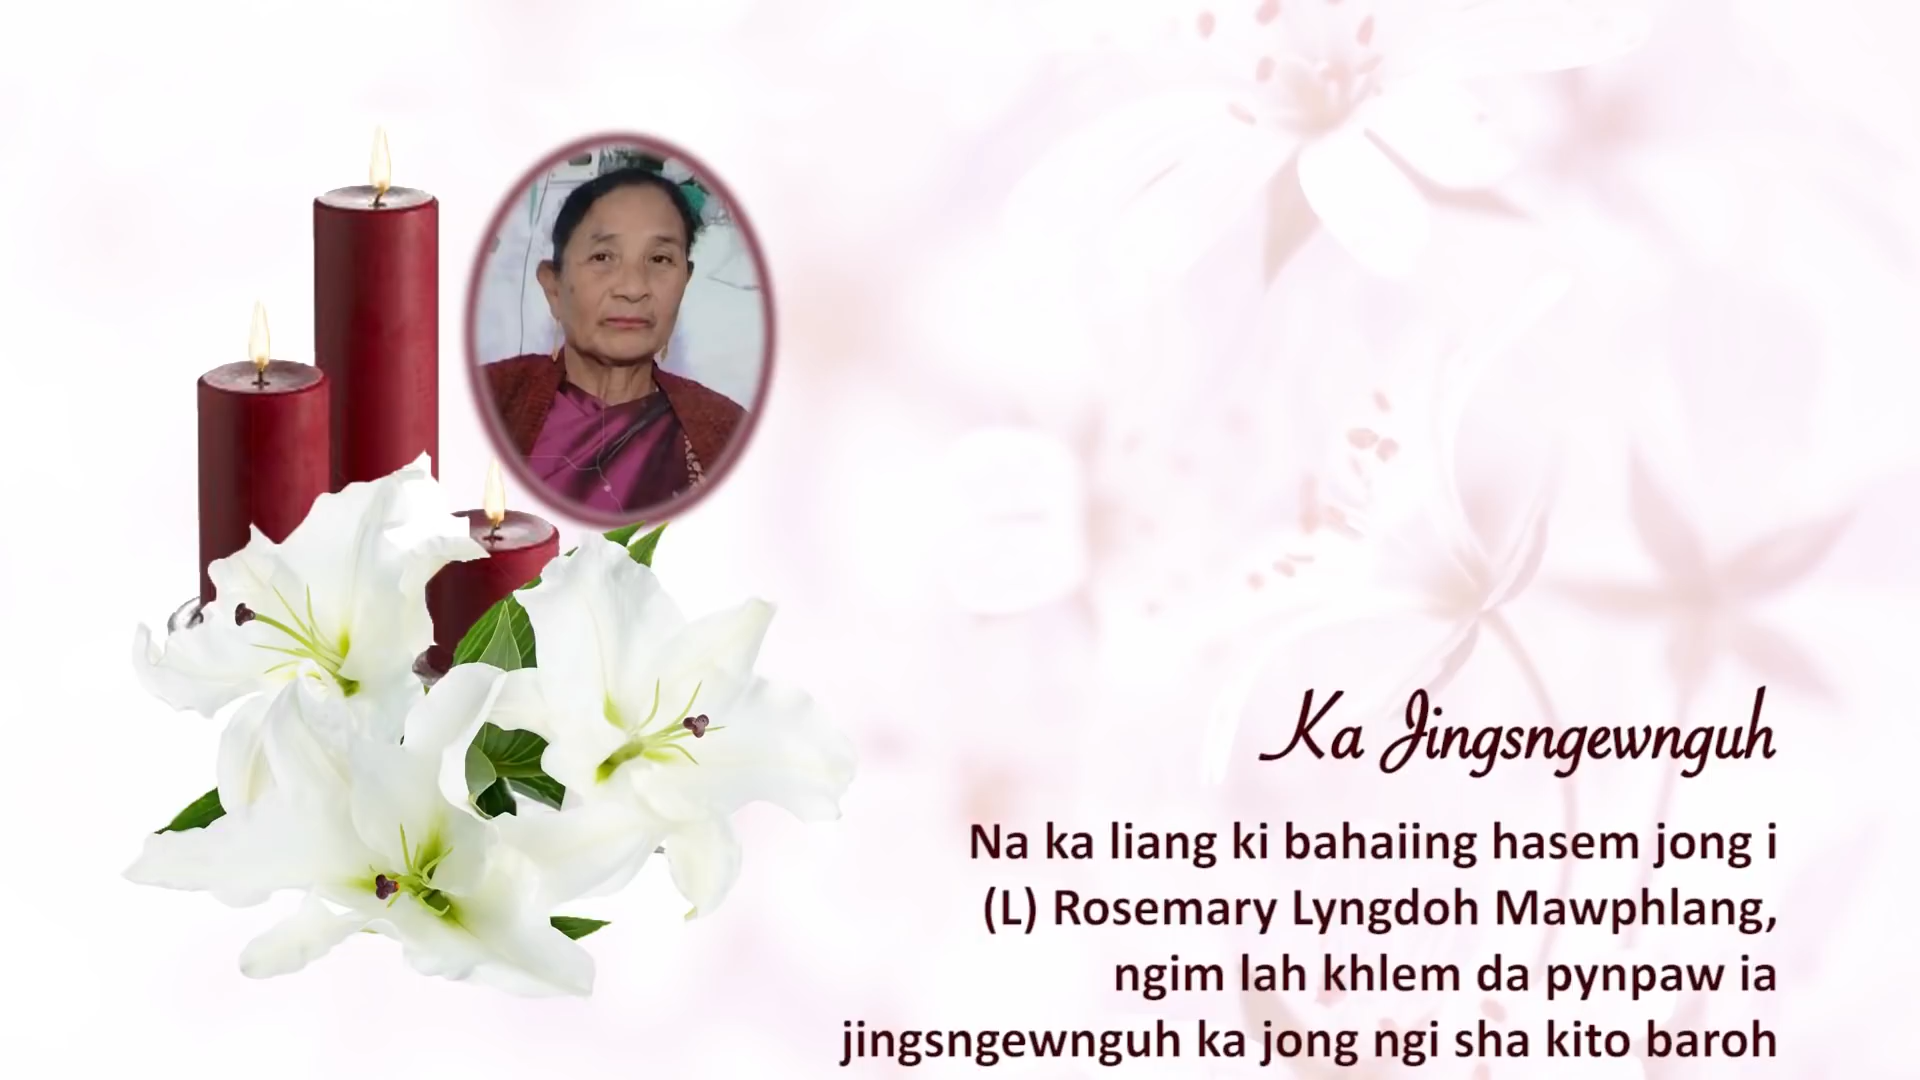 Ka Jingsngewnguh
Na ka liang ki bahaiing hasem jong i
(L) Rosemary Lyngdoh Mawphlang,
ngim lah khlem da pynpaw ia
jingsngewnguh ka jong ngi sha kito baroh